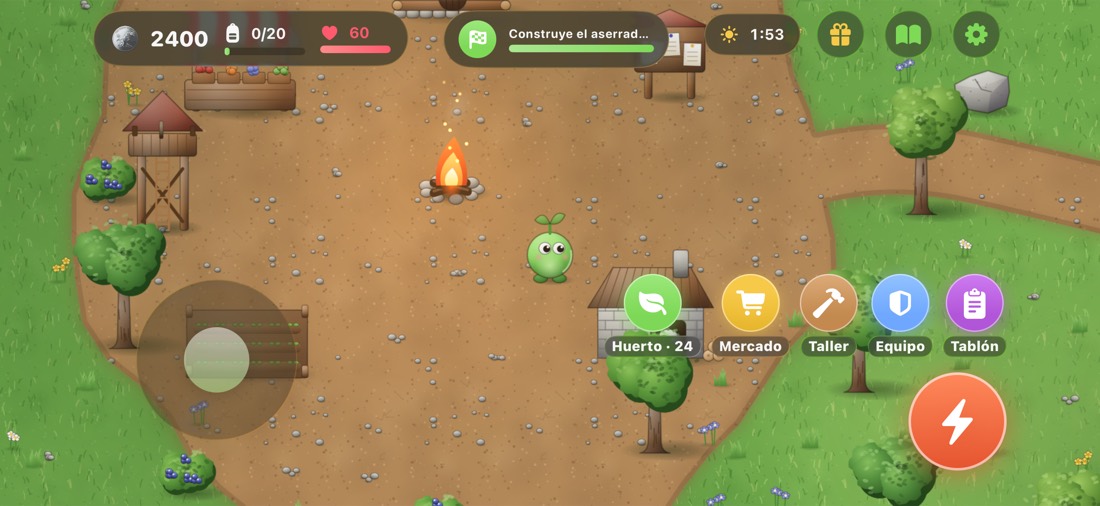 2400
0/20
60
Construye el aserrad...
1:53
Huerto · 24
Mercado
Taller
Equipo
Tablón